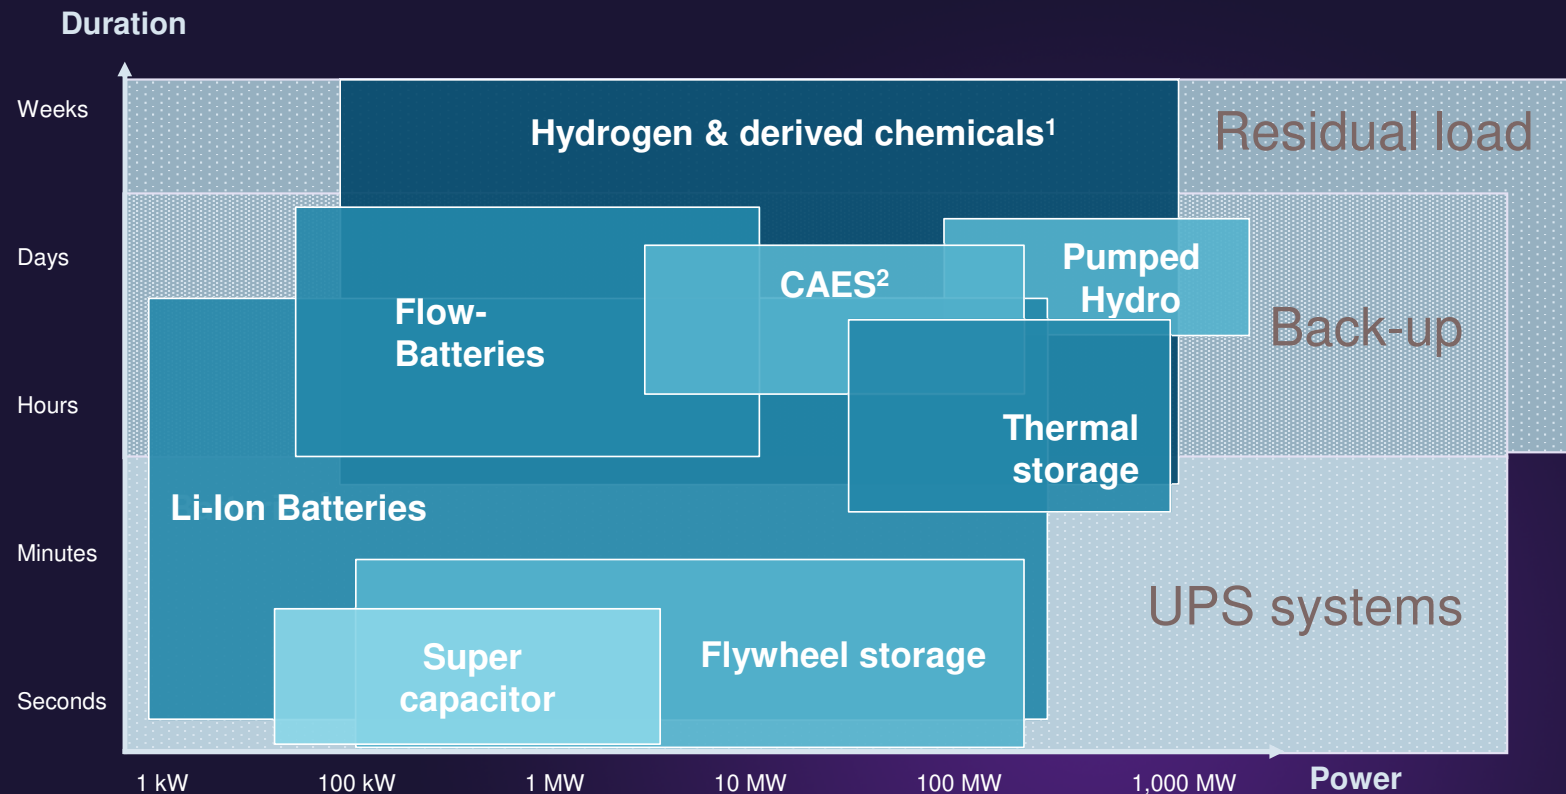 Duration
Weeks
Hydrogen & derived chemicals¹
Residual load
Days
CAES²
Pumped
Hydro
Flow-
Batteries
Back-up
Hours
Thermal
storage
Li-Ion Batteries
Minutes
UPS systems
Super
capacitor
Flywheel storage
Seconds
1 kW
100 kW
1 MW
10 MW
100 MW
1,000 MW
Power